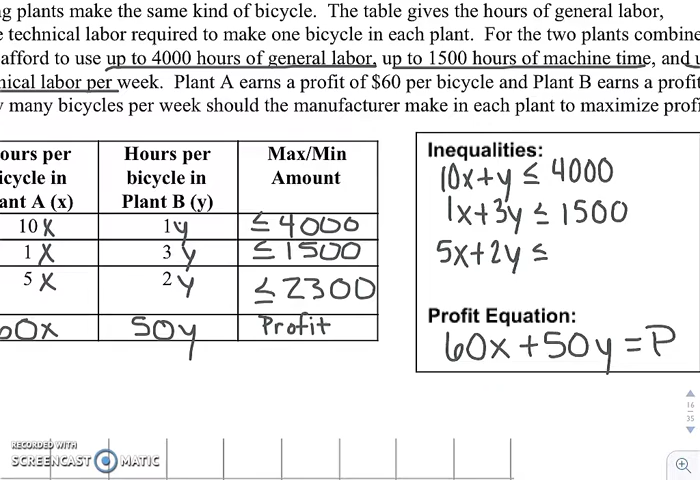 plants make the same kind of bicycle. The table gives the hours of general labor,
technical labor required to make one bicycle in each plant. For the two plants combine
afford to use up to 4000 hours of general labor, up to 1500 hours of machine time, and u
nical labor per week. Plant A earns a profit of $60 per bicycle and Plant B earns a profit
many bicycles per week should the manufacturer make in each plant to maximize prof
ours per
icycle in
ant A (x)
Hours per
bicycle in
Plant B (y)
Max/Min
Amount
10 x
1 y
≤ 4000
1 x
3 y
≤ 1500
5 x
2 y
≤ 2300
60x
50y
Profit
Inequalities:
10x+y ≤ 4000
1x+3y ≤ 1500
5x+2y ≤
Profit Equation:
60x+50y=P
16
35
RECORDED WITH
SCREENCAST O MATIC